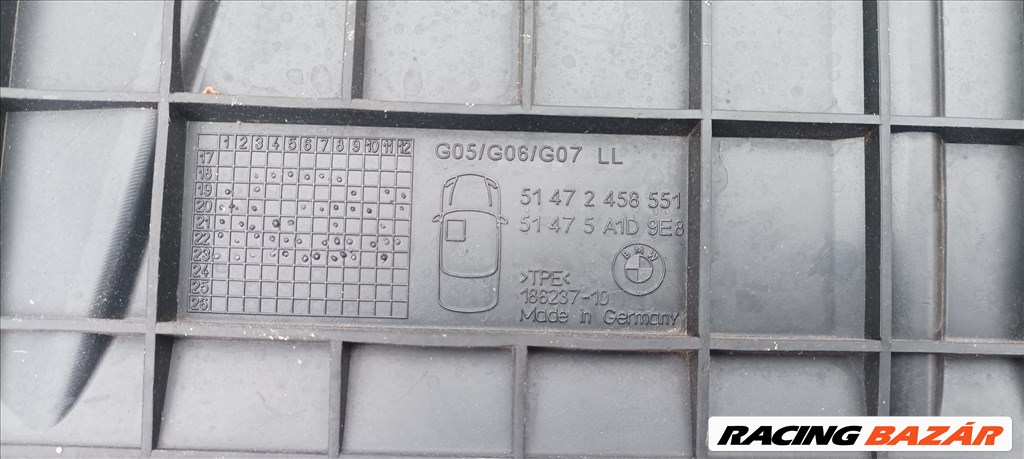 1 2 3 4 5 6 7 8 9 10 11 12
17
18
19
20
21
22
23
24
25
26
G05/G06/G07 LL
51 47 2 458 551
51 47 5 A1D 9E8
BMW
>TPE<
186237-10
Made in Germany
RACING BAZÁR